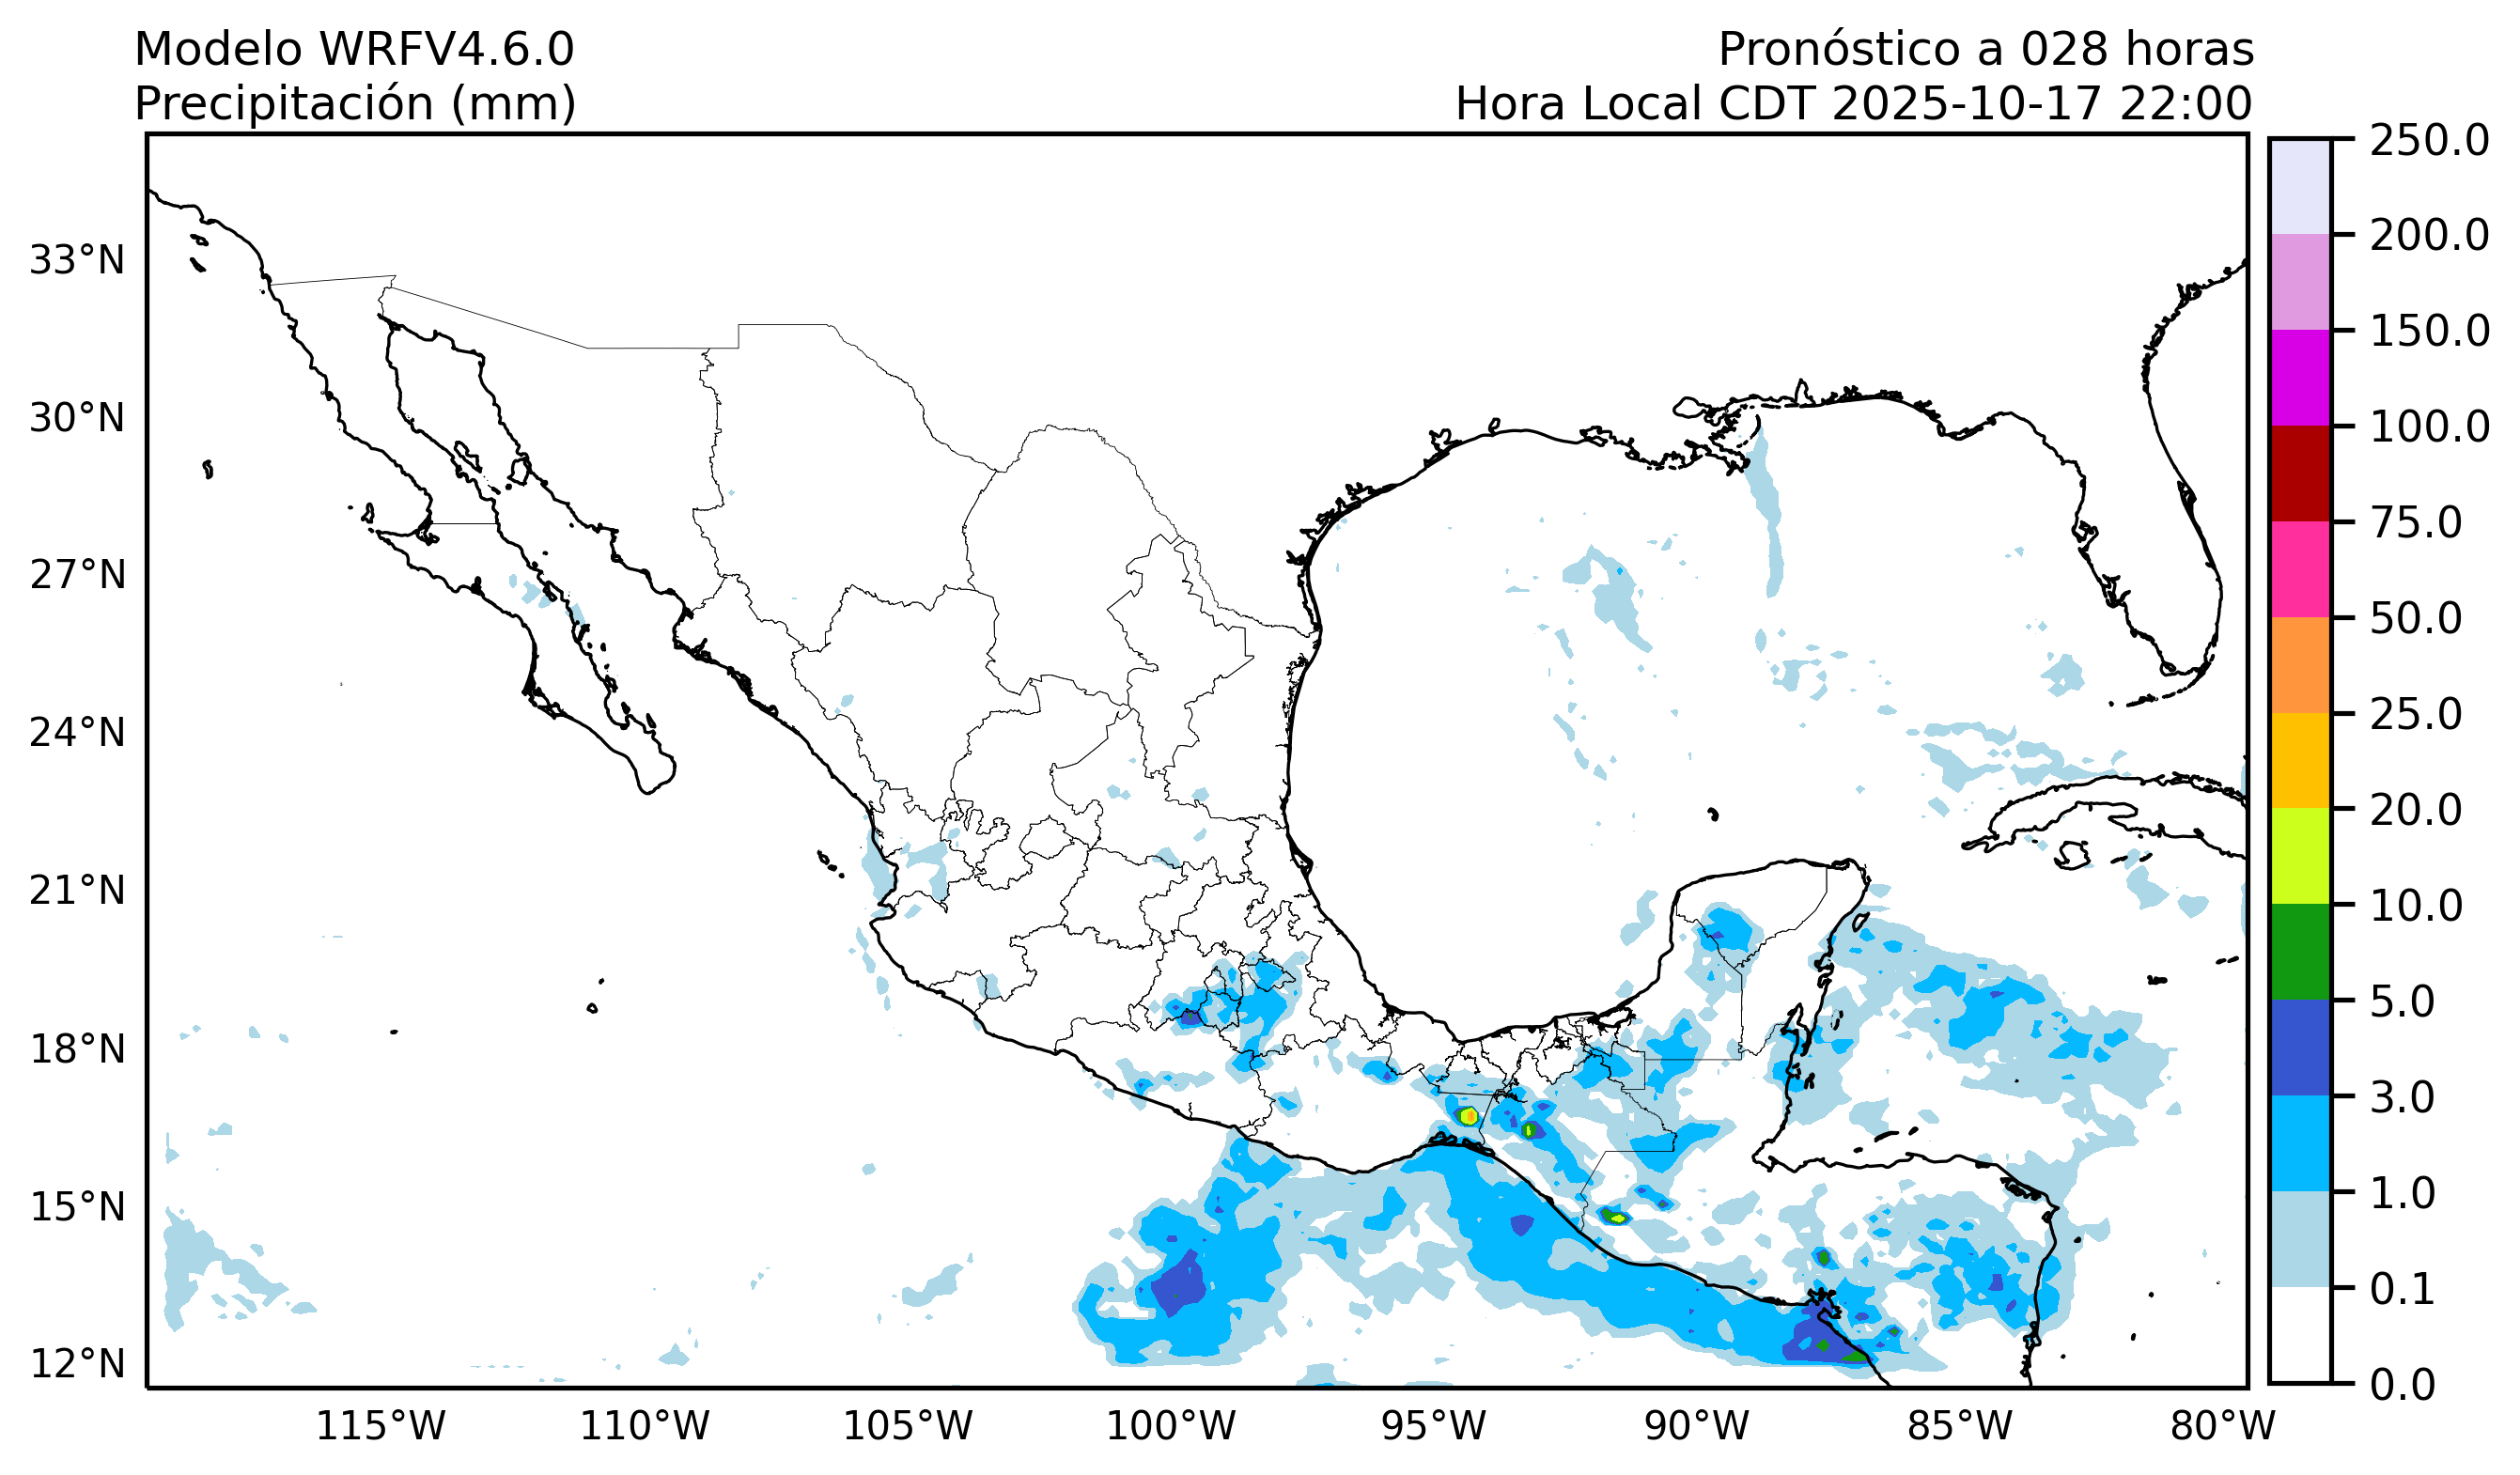 Modelo WRFV4.6.0
Precipitación (mm)
Pronóstico a 028 horas
Hora Local CDT 2025-10-17 22:00
33°N
30°N
27°N
24°N
21°N
18°N
15°N
12°N
115°W
110°W
105°W
100°W
95°W
90°W
85°W
80°W
250.0
200.0
150.0
100.0
75.0
50.0
25.0
20.0
10.0
5.0
3.0
1.0
0.1
0.0